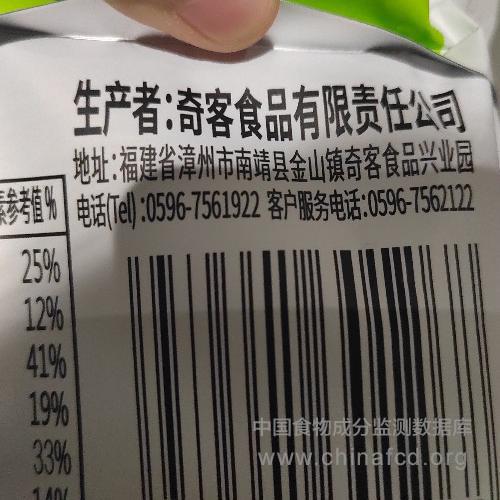 生产者:奇客食品有限责任公司
地址:福建省漳州市南靖县金山镇奇客食品兴业园
电话(Tel):0596-7561922 客户服务电话:0596-7562122
素参考值%
25%
12%
41%
19%
33%
14%
中国食物成分监测数据库
www.chinafcd.org